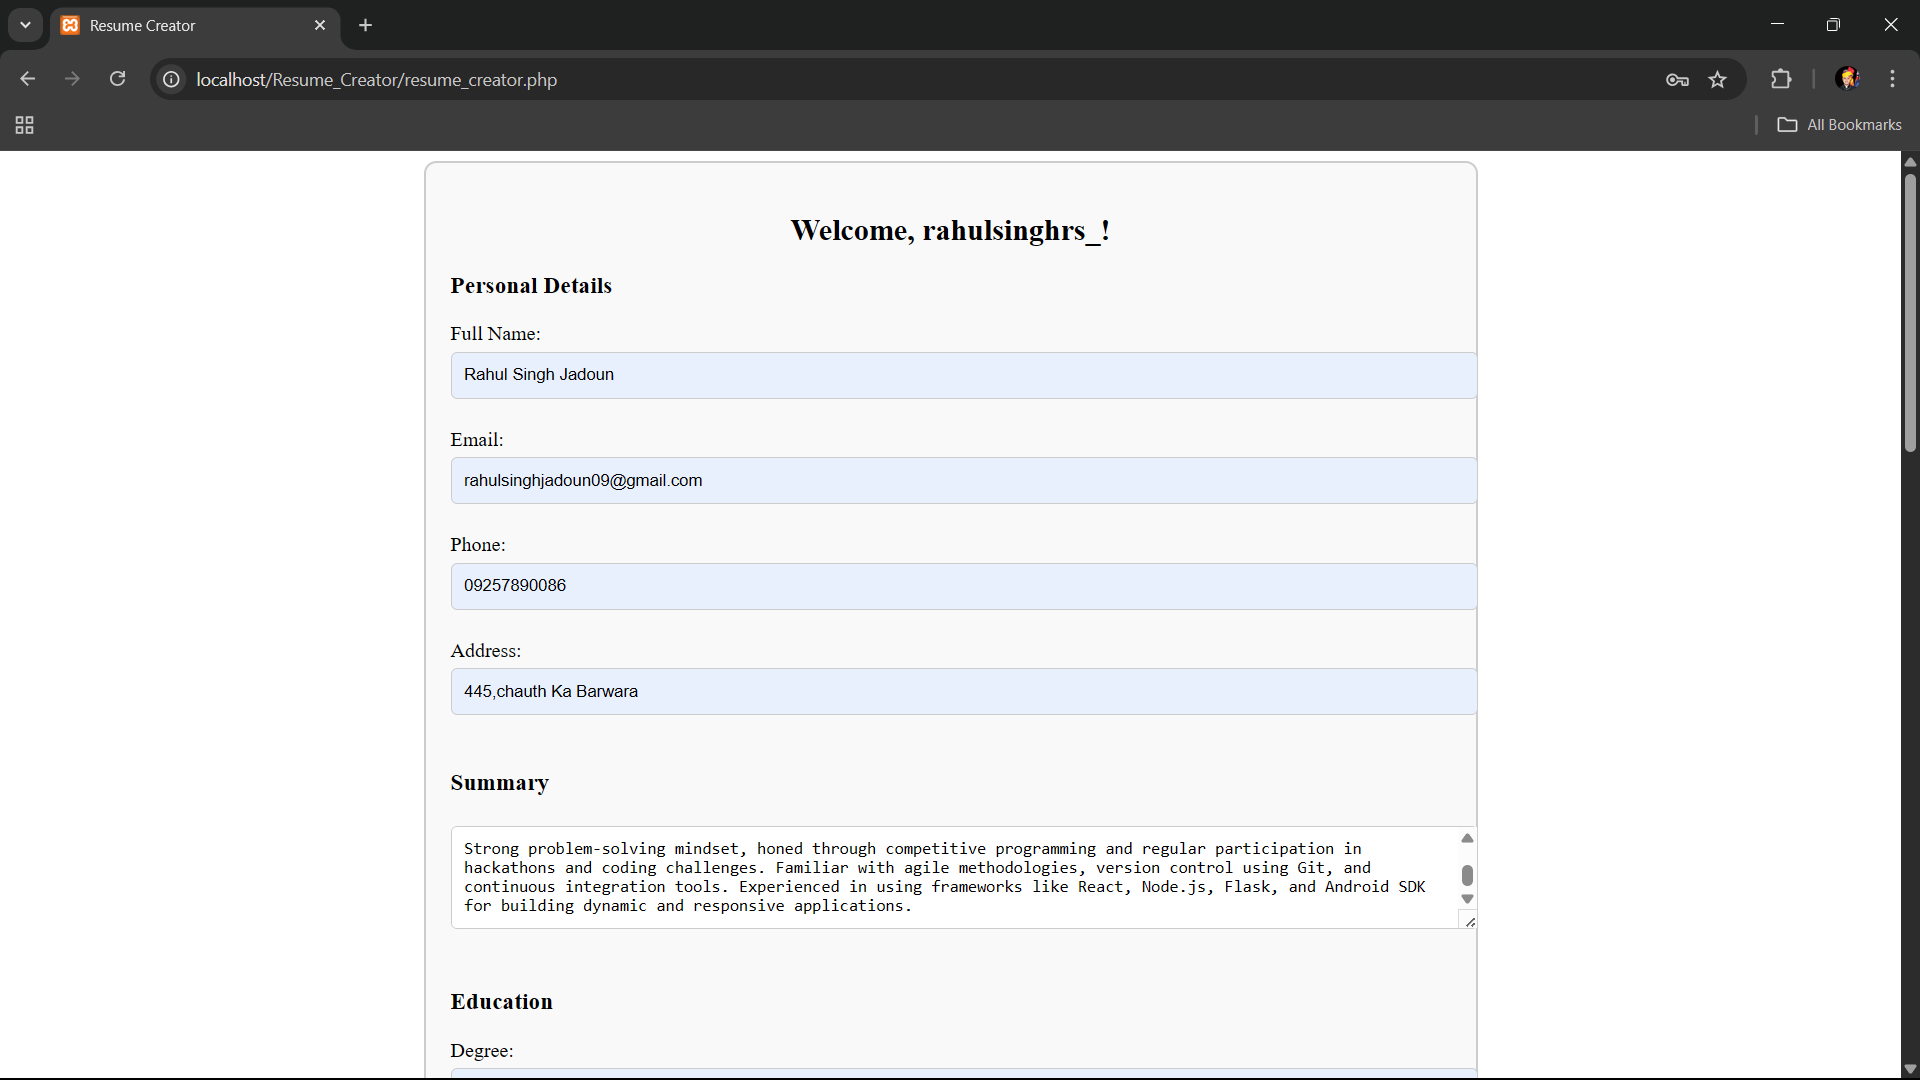 Resume Creator
localhost/Resume_Creator/resume_creator.php
All Bookmarks
Welcome, rahulsinghrs_!
Personal Details
Full Name:
Rahul Singh Jadoun
Email:
rahulsinghjadoun09@gmail.com
Phone:
09257890086
Address:
445,chauth Ka Barwara
Summary
Strong problem-solving mindset, honed through competitive programming and regular participation in
hackathons and coding challenges. Familiar with agile methodologies, version control using Git, and
continuous integration tools. Experienced in using frameworks like React, Node.js, Flask, and Android SDK
for building dynamic and responsive applications.
Education
Degree: